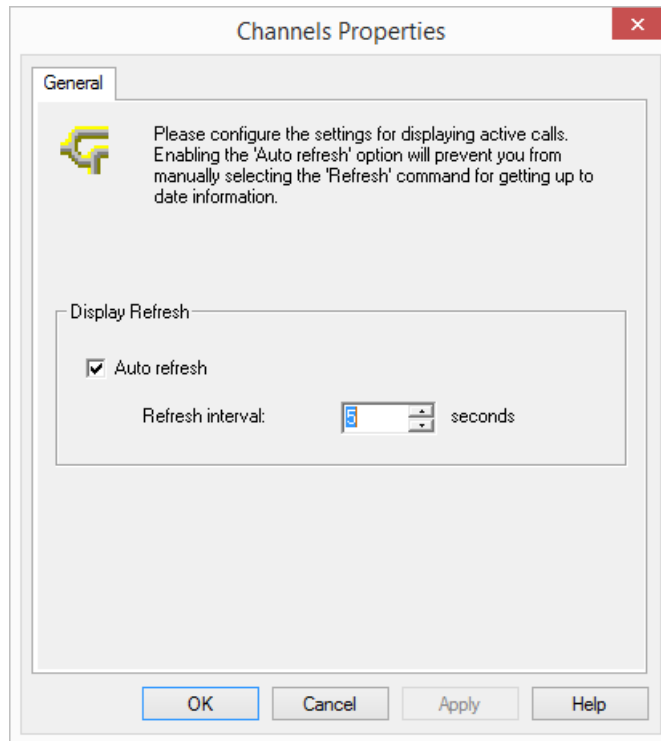 Channels Properties
General
Please configure the settings for displaying active calls.
Enabling the 'Auto refresh' option will prevent you from
manually selecting the 'Refresh' command for getting up to
date information.
Display Refresh
Auto refresh
Refresh interval: 5 seconds
OK Cancel Apply Help